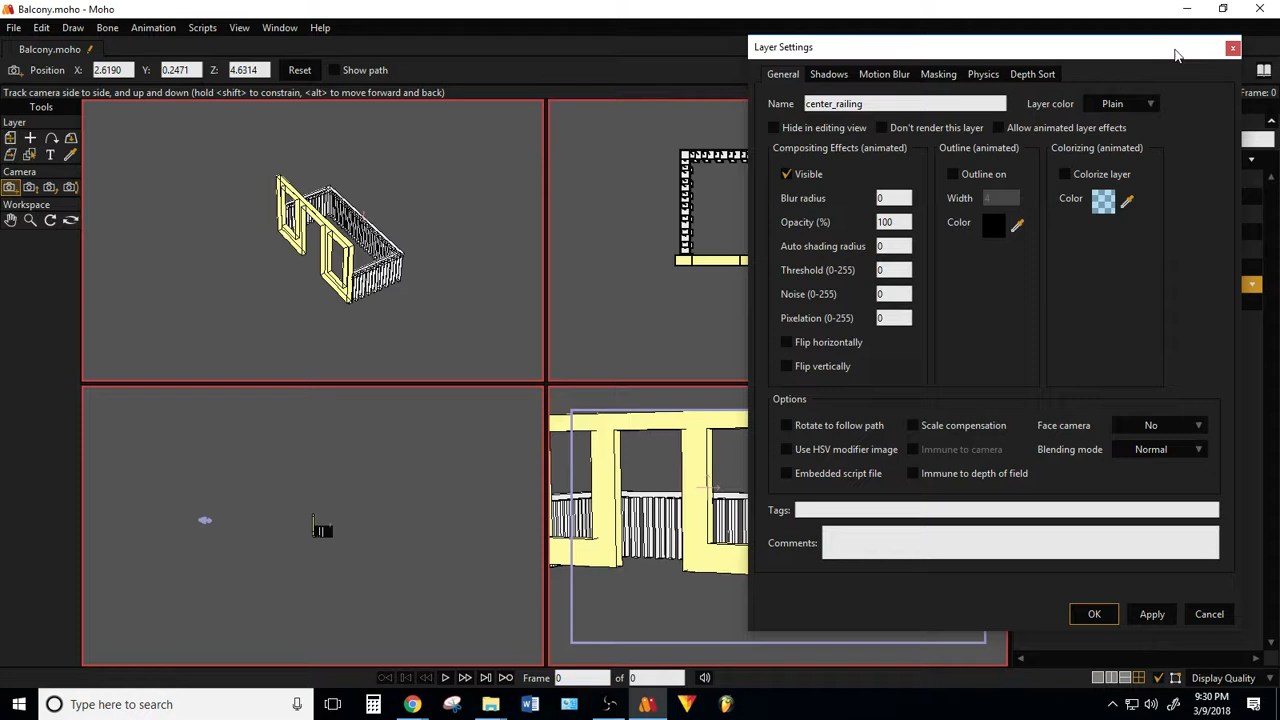 Balcony.moho - Moho
File Edit Draw Bone Animation Scripts View Window Help
Balcony.moho
Position X: 2.6190 Y: 0.2471 Z: 4.6314 Reset Show path
Frame: 0
Track camera side to side, and up and down (hold <shift> to constrain, <alt> to move forward and backward)
Tools
Layer
Camera
Workspace
Layer Settings
General Shadows Motion Blur Masking Physics Depth Sort
Name center_railing Layer color Plain
Hide in editing view Don't render this layer Allow animated layer effects
Compositing Effects (animated) Outline (animated) Colorizing (animated)
Visible Outline on Colorize layer
Blur radius 0 Width 4 Color
Opacity (%) 100 Color
Auto shading radius 0
Threshold (0-255) 0
Noise (0-255) 0
Pixelation (0-255) 0
Flip horizontally
Flip vertically
Options
Rotate to follow path Scale compensation Face camera No
Use HSV modifier image Immune to camera Blending mode Normal
Embedded script file Immune to depth of field
Tags:
Comments:
OK Apply Cancel
Frame 0 of 0 Display Quality
Type here to search
9:30 PM
3/9/2018